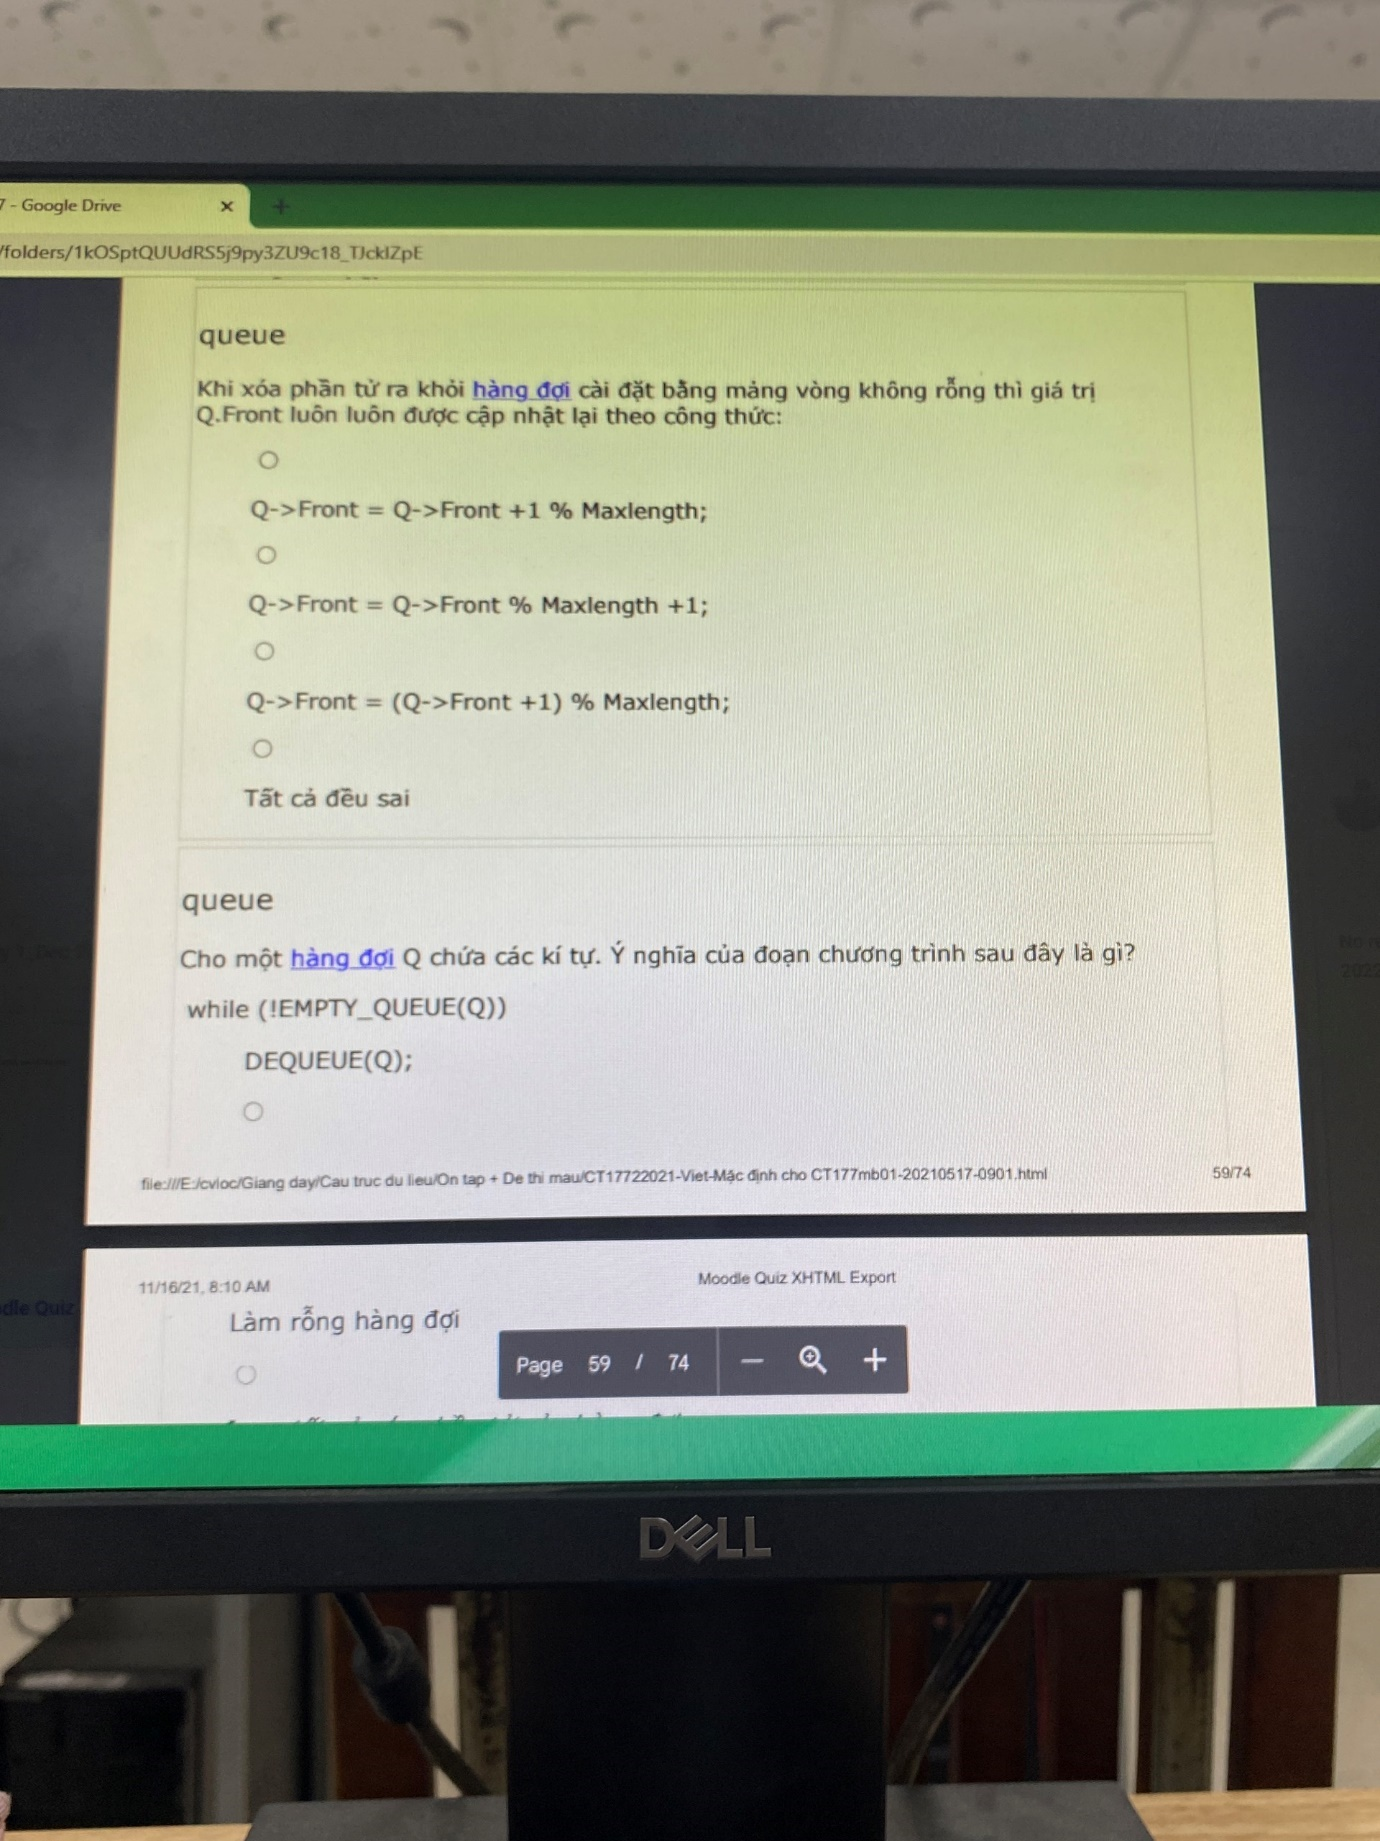 7 - Google Drive
/folders/1kOSptQUUdRS5j9py3ZU9c18_TJckIZpE
queue
Khi xóa phần tử ra khỏi hàng đợi cài đặt bằng mảng vòng không rỗng thì giá trị
Q.Front luôn luôn được cập nhật lại theo công thức:
Q->Front = Q->Front +1 % Maxlength;
Q->Front = Q->Front % Maxlength +1;
Q->Front = (Q->Front +1) % Maxlength;
Tất cả đều sai
queue
Cho một hàng đợi Q chứa các kí tự. Ý nghĩa của đoạn chương trình sau đây là gì?
while (!EMPTY_QUEUE(Q))
DEQUEUE(Q);
file:///E:/cvloc/Giang day/Cau truc du lieu/On tap + De thi mau/CT17722021-Viet-Mặc định cho CT177mb01-20210517-0901.html 59/74
11/16/21, 8:10 AM Moodle Quiz XHTML Export
Làm rỗng hàng đợi
Page 59 / 74
DELL